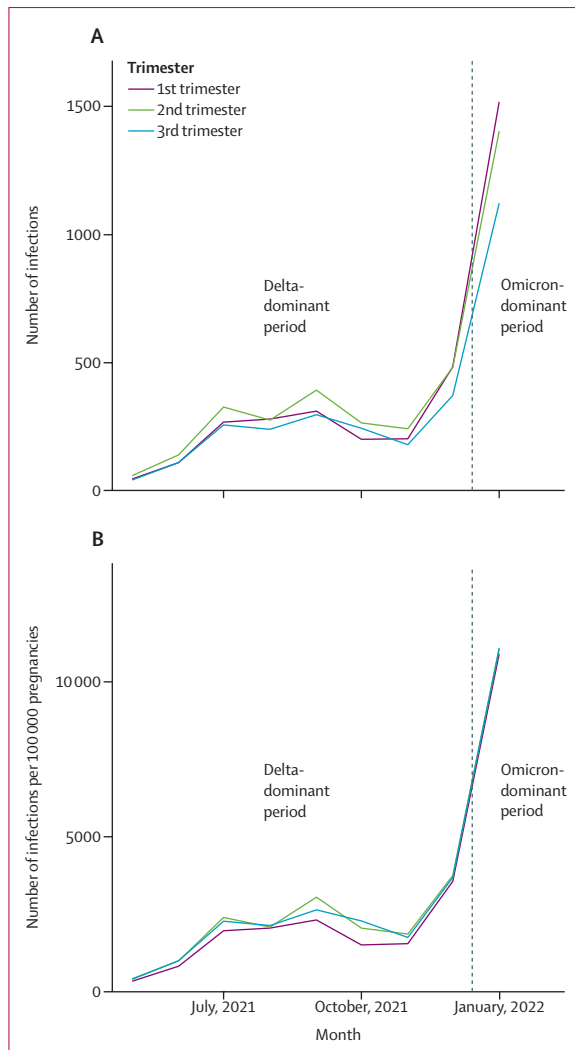 A
Trimester
1st trimester
2nd trimester
3rd trimester
1500
1000
500
0
Number of infections
Delta-
dominant
period
Omicron-
dominant
period
B
10 000
5000
0
Number of infections per 100 000 pregnancies
Delta-
dominant
period
Omicron-
dominant
period
July, 2021
October, 2021
January, 2022
Month